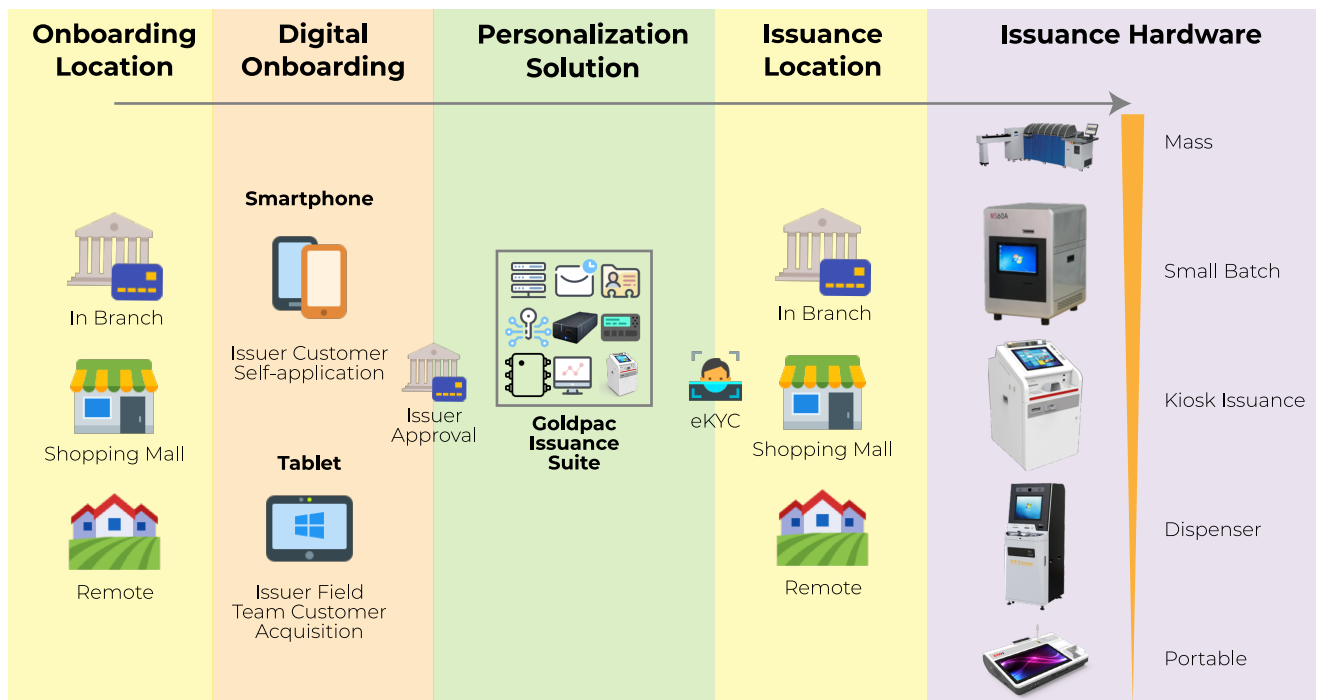 Onboarding
Location
Digital
Onboarding
Personalization
Solution
Issuance
Location
Issuance Hardware
In Branch
Shopping Mall
Remote
Smartphone
Issuer Customer
Self-application
Tablet
Issuer Field
Team Customer
Acquisition
Issuer
Approval
Goldpac
Issuance
Suite
eKYC
In Branch
Shopping Mall
Remote
Mass
Small Batch
Kiosk Issuance
Dispenser
Portable